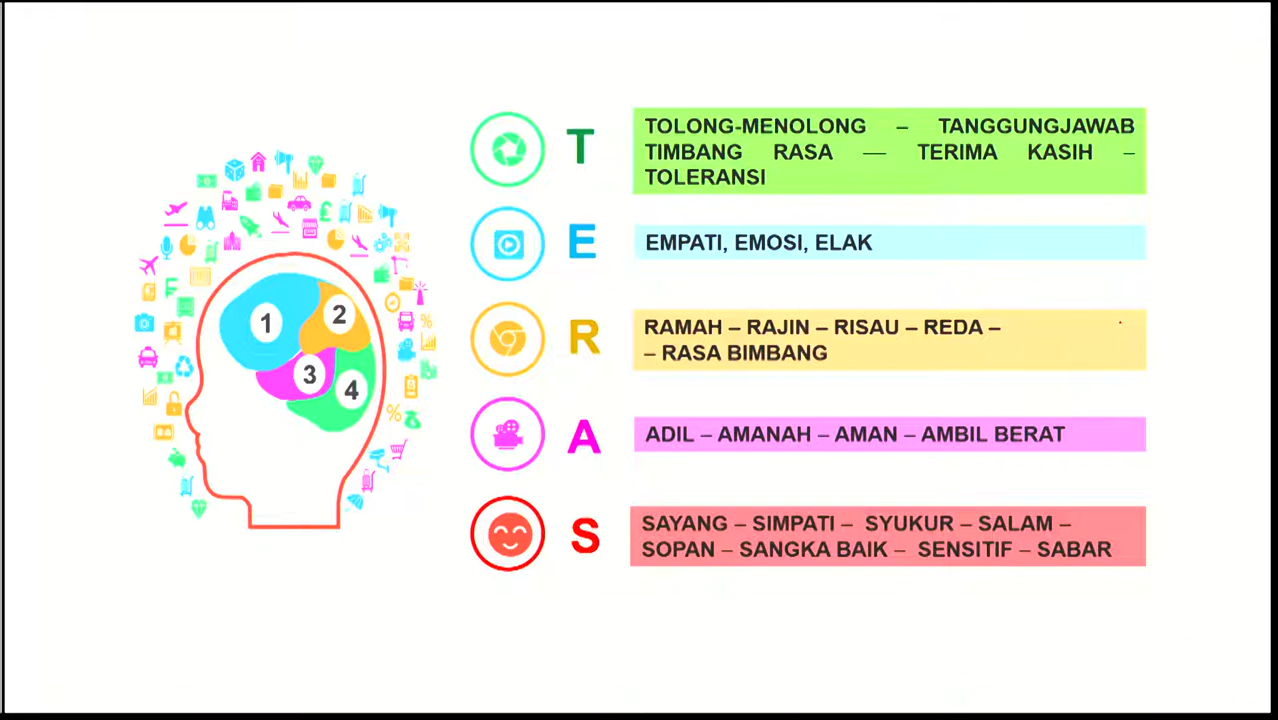 T
TOLONG-MENOLONG – TANGGUNGJAWAB
TIMBANG RASA — TERIMA KASIH –
TOLERANSI
E
EMPATI, EMOSI, ELAK
R
RAMAH – RAJIN – RISAU – REDA –
– RASA BIMBANG
A
ADIL – AMANAH – AMAN – AMBIL BERAT
S
SAYANG – SIMPATI – SYUKUR – SALAM –
SOPAN – SANGKA BAIK – SENSITIF – SABAR
1
2
3
4